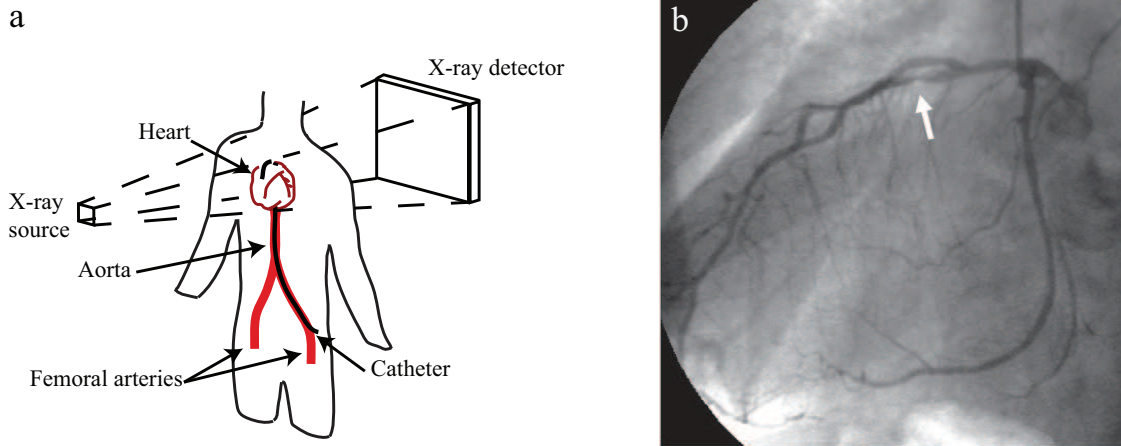 a
X-ray detector
Heart
X-ray
source
Aorta
Femoral arteries
Catheter
b